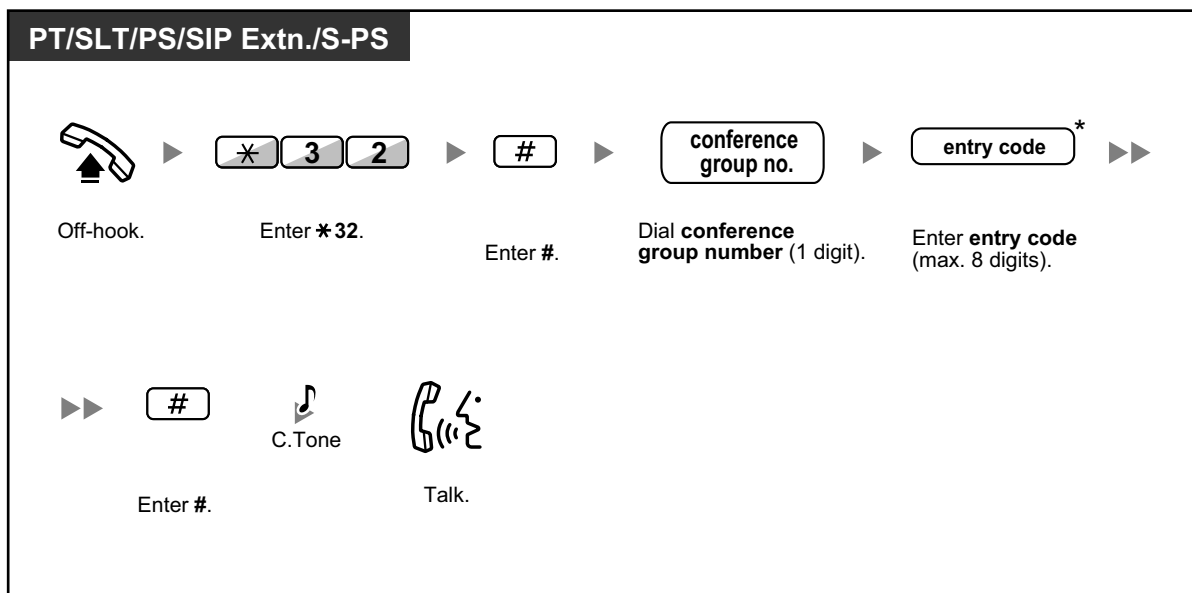 PT/SLT/PS/SIP Extn./S-PS
✳ 3 2
#
conference
group no.
entry code*
Off-hook.
Enter ✳32.
Enter #.
Dial conference
group number (1 digit).
Enter entry code
(max. 8 digits).
#
C.Tone
Enter #.
Talk.